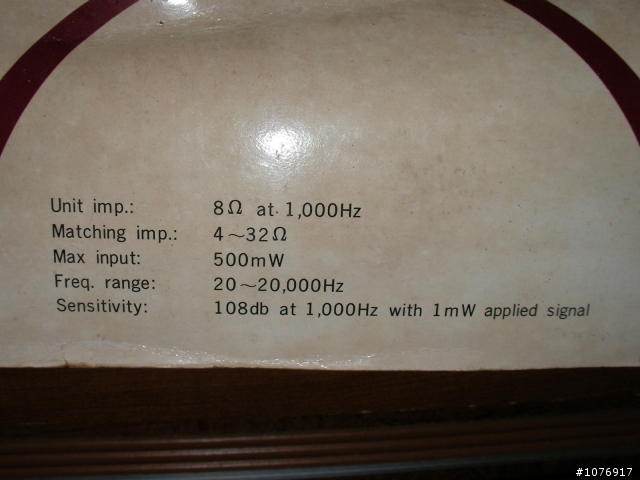 Unit imp.: 8Ω at 1,000Hz
Matching imp.: 4~32Ω
Max input: 500mW
Freq. range: 20~20,000Hz
Sensitivity: 108db at 1,000Hz with 1mW applied signal
#1076917